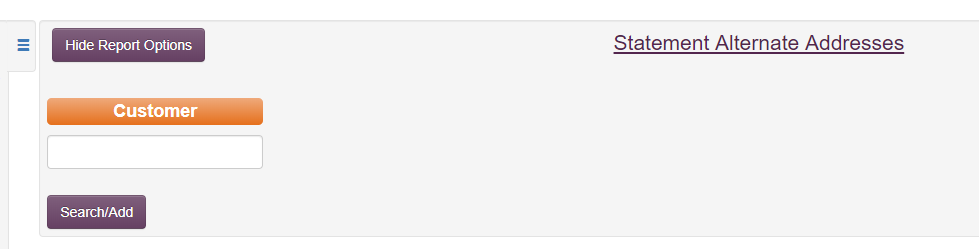 Hide Report Options
Statement Alternate Addresses
Customer
Search/Add